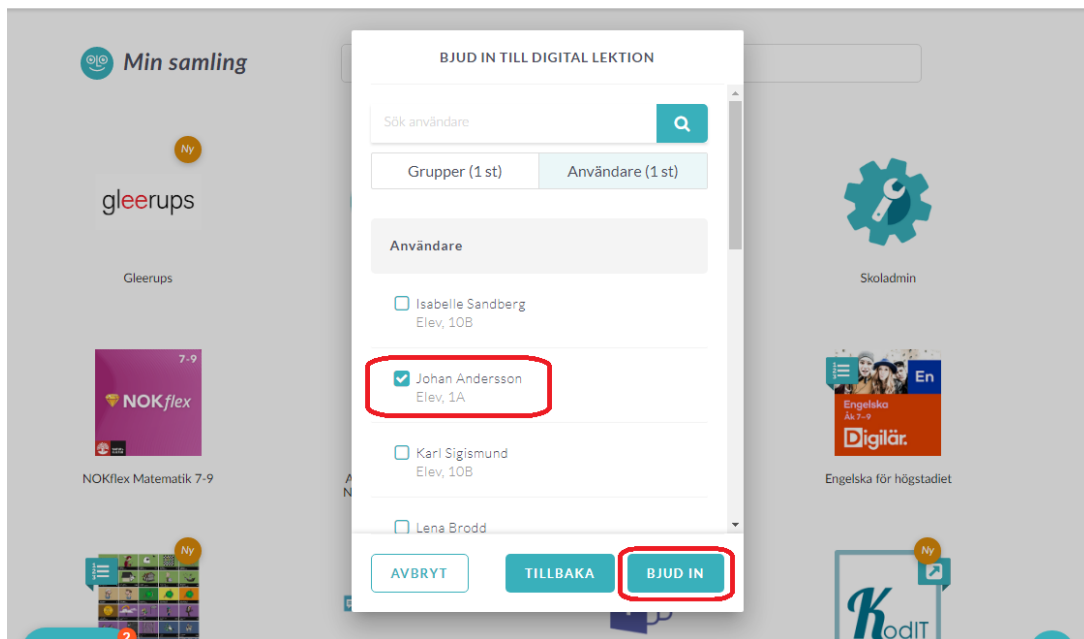 Min samling
BJUD IN TILL DIGITAL LEKTION
Sök användare
Grupper (1 st)
Användare (1 st)
Användare
Isabelle Sandberg
Elev, 10B
Johan Andersson
Elev, 1A
Karl Sigismund
Elev, 10B
Lena Brodd
AVBRYT
TILLBAKA
BJUD IN
Ny
gleerups
Gleerups
Skoladmin
7-9
NOKflex
NOKflex Matematik 7-9
En
Engelska
Åk 7-9
Digilär.
Engelska för högstadiet
Ny
2
Ny
KodIT